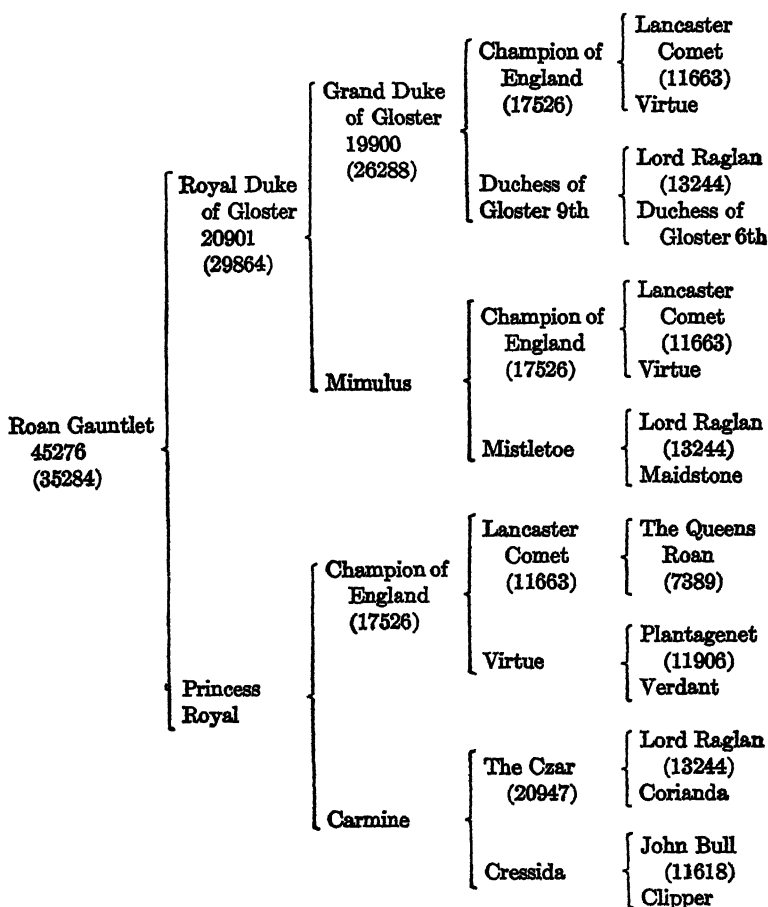 Roan Gauntlet
45276
(35284)
Royal Duke
of Gloster
20901
(29864)
Princess
Royal
Grand Duke
of Gloster
19900
(26288)
Mimulus
Champion of
England
(17526)
Carmine
Champion of
England
(17526)
Duchess of
Gloster 9th
Champion of
England
(17526)
Mistletoe
Lancaster
Comet
(11663)
Virtue
The Czar
(20947)
Cressida
Lancaster
Comet
(11663)
Virtue
Lord Raglan
(13244)
Duchess of
Gloster 6th
Lancaster
Comet
(11663)
Virtue
Lord Raglan
(13244)
Maidstone
The Queens
Roan
(7389)
Plantagenet
(11906)
Verdant
Lord Raglan
(13244)
Corianda
John Bull
(11618)
Clipper